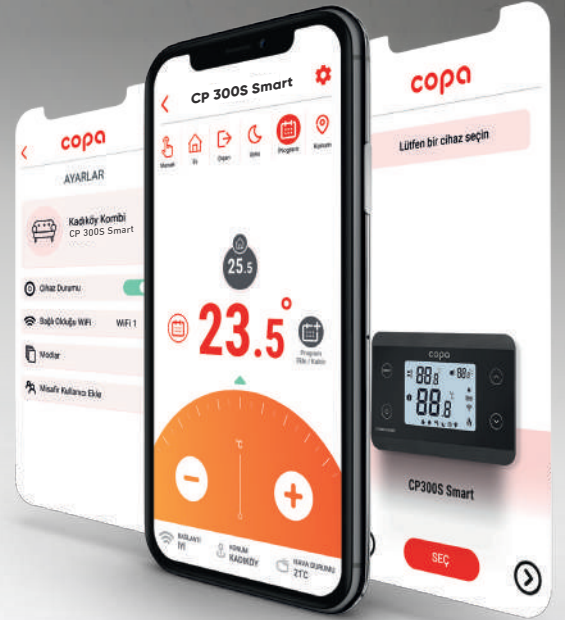 copa
AYARLAR
Kadıköy Kombi
CP 300S Smart
Cihaz Durumu
Bağlı Olduğu WiFi WiFi 1
Modlar
Misafir Kullanıcı Ekle
CP 300S Smart
Manuel Ev Dışarı Uyku Program Konum
25.5
23.5°
Program
Ekle / Kaldır
°C
BAĞLANTI
İYİ
KONUM
KADIKÖY
HAVA DURUMU
21°C
copa
Lütfen bir cihaz seçin
copa
88.8 88.8
88.8
CP300S Smart
SEÇ